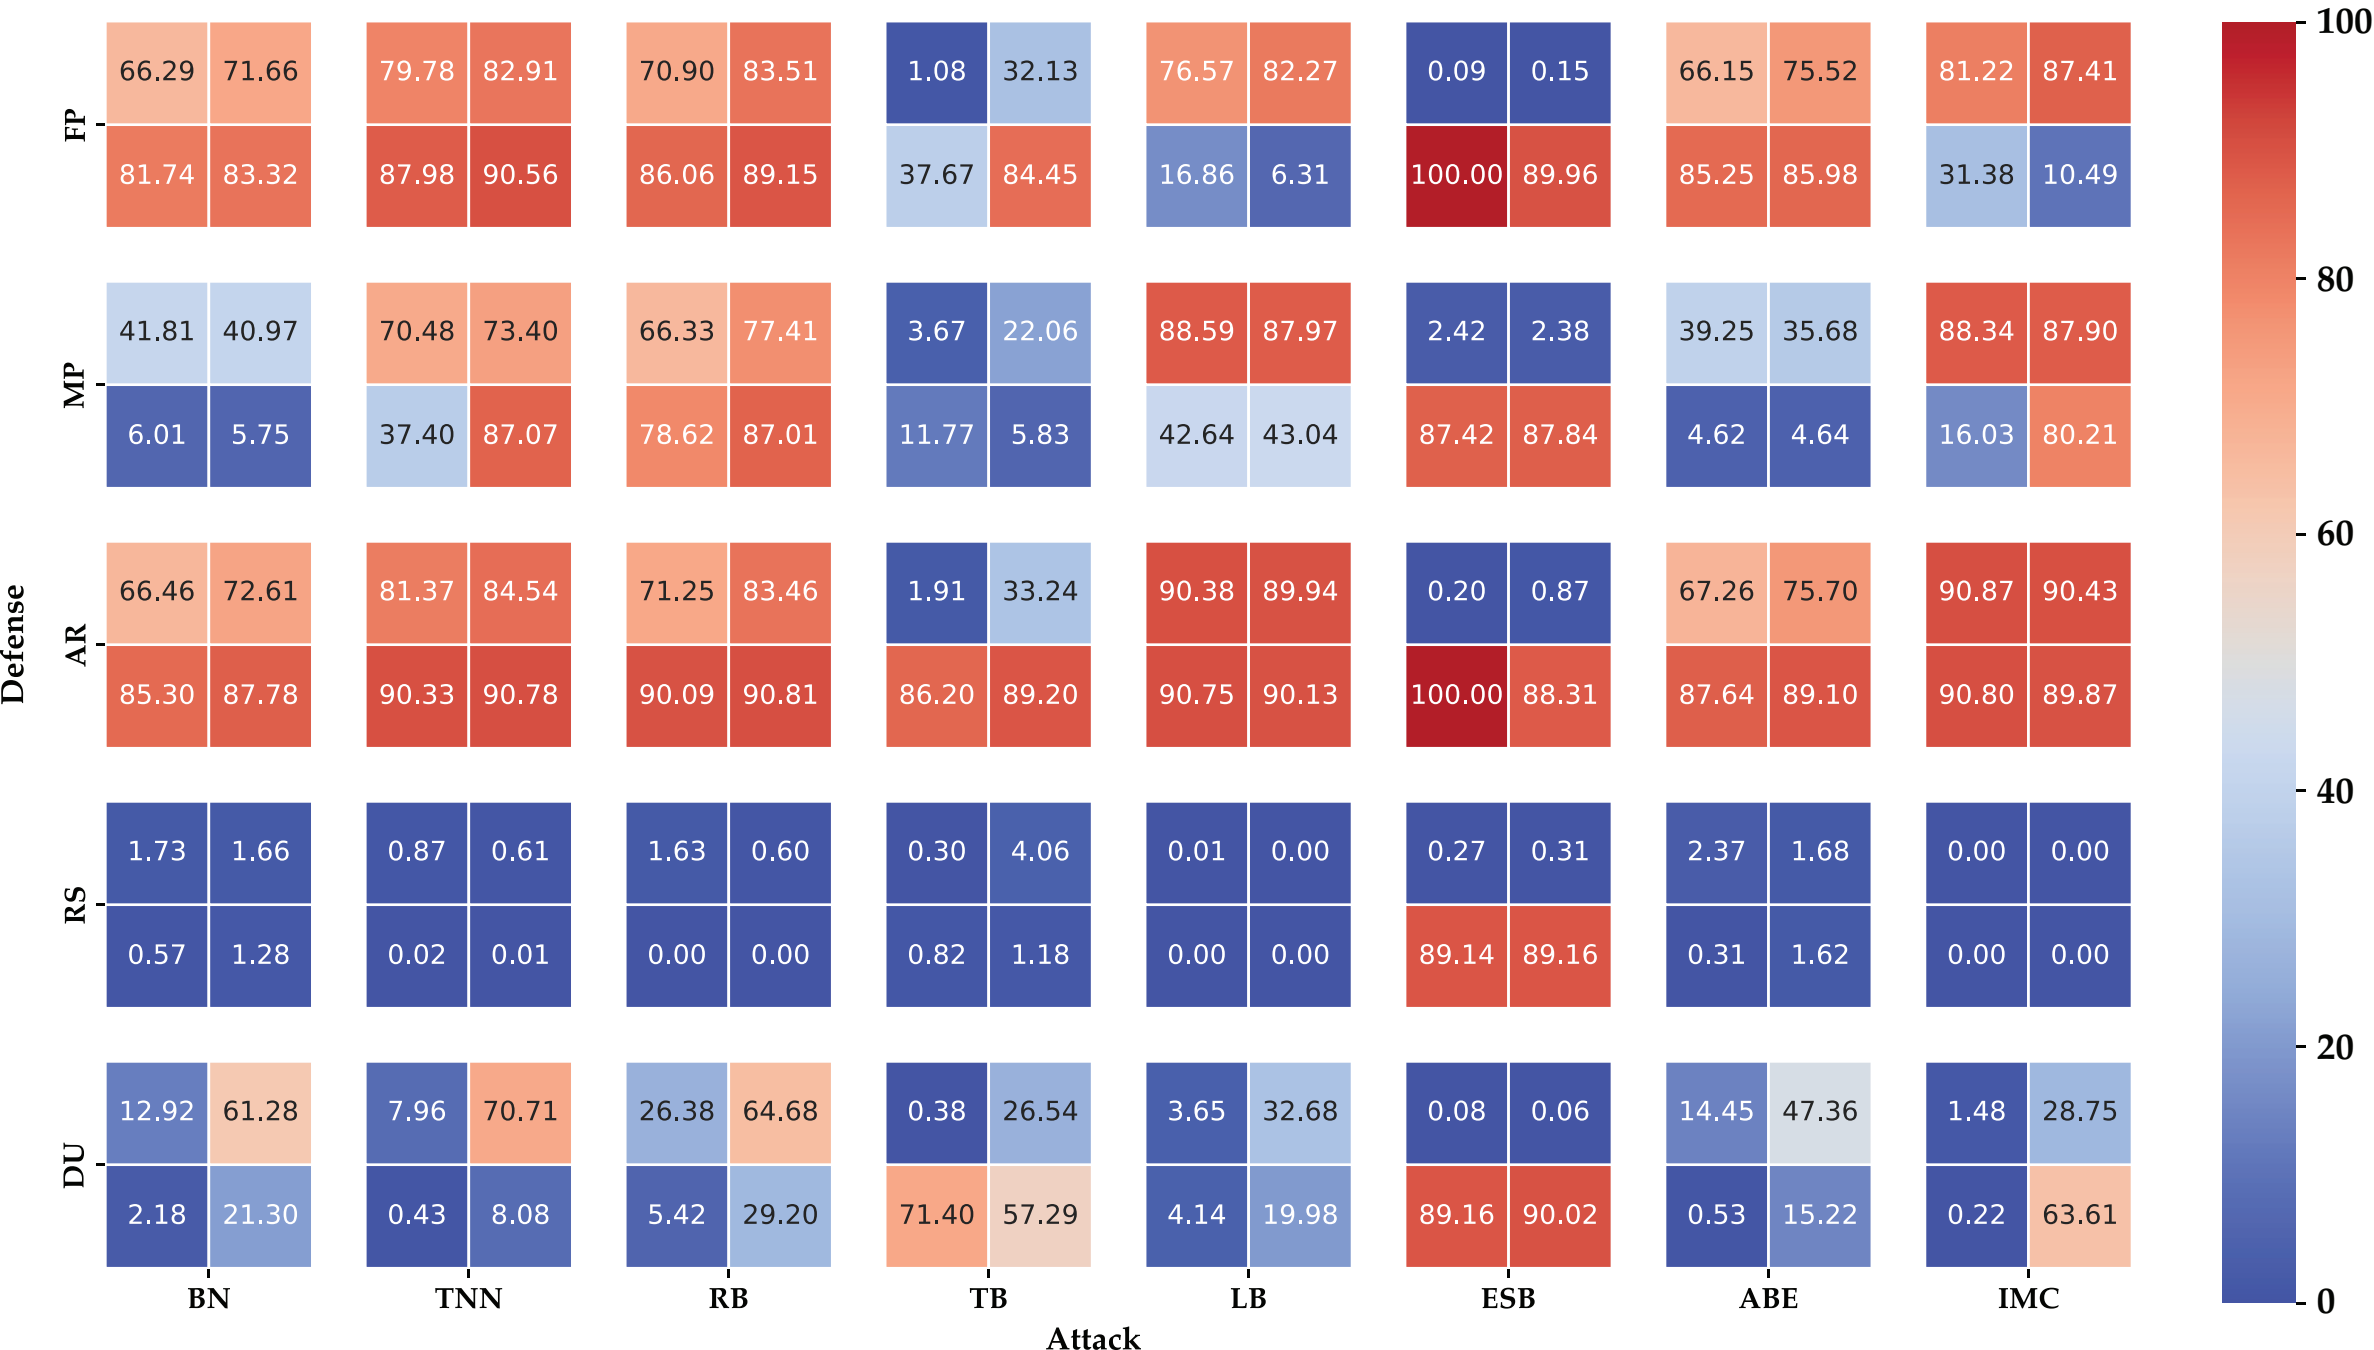 66.29 71.66 79.78 82.91 70.90 83.51 1.08 32.13 76.57 82.27 0.09 0.15 66.15 75.52 81.22 87.41
FP
81.74 83.32 87.98 90.56 86.06 89.15 37.67 84.45 16.86 6.31 100.00 89.96 85.25 85.98 31.38 10.49
41.81 40.97 70.48 73.40 66.33 77.41 3.67 22.06 88.59 87.97 2.42 2.38 39.25 35.68 88.34 87.90
MP
6.01 5.75 37.40 87.07 78.62 87.01 11.77 5.83 42.64 43.04 87.42 87.84 4.62 4.64 16.03 80.21
66.46 72.61 81.37 84.54 71.25 83.46 1.91 33.24 90.38 89.94 0.20 0.87 67.26 75.70 90.87 90.43
Defense
AR
85.30 87.78 90.33 90.78 90.09 90.81 86.20 89.20 90.75 90.13 100.00 88.31 87.64 89.10 90.80 89.87
1.73 1.66 0.87 0.61 1.63 0.60 0.30 4.06 0.01 0.00 0.27 0.31 2.37 1.68 0.00 0.00
RS
0.57 1.28 0.02 0.01 0.00 0.00 0.82 1.18 0.00 0.00 89.14 89.16 0.31 1.62 0.00 0.00
12.92 61.28 7.96 70.71 26.38 64.68 0.38 26.54 3.65 32.68 0.08 0.06 14.45 47.36 1.48 28.75
DU
2.18 21.30 0.43 8.08 5.42 29.20 71.40 57.29 4.14 19.98 89.16 90.02 0.53 15.22 0.22 63.61
BN TNN RB TB LB ESB ABE IMC
Attack
100
80
60
40
20
0